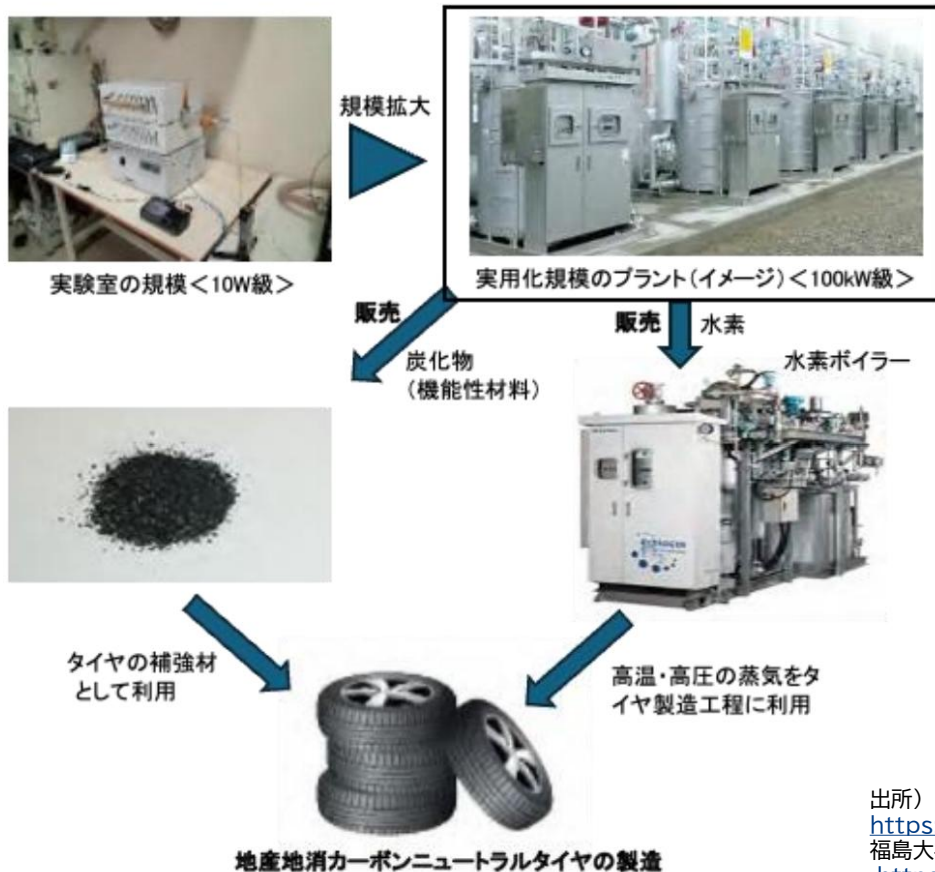 規模拡大
実験室の規模<10W級>
実用化規模のプラント(イメージ)<100kW級>
販売
炭化物
(機能性材料)
販売
水素
水素ボイラー
タイヤの補強材
として利用
高温・高圧の蒸気をタ
イヤ製造工程に利用
地産地消カーボンニュートラルタイヤの製造
出所)
https
福島大